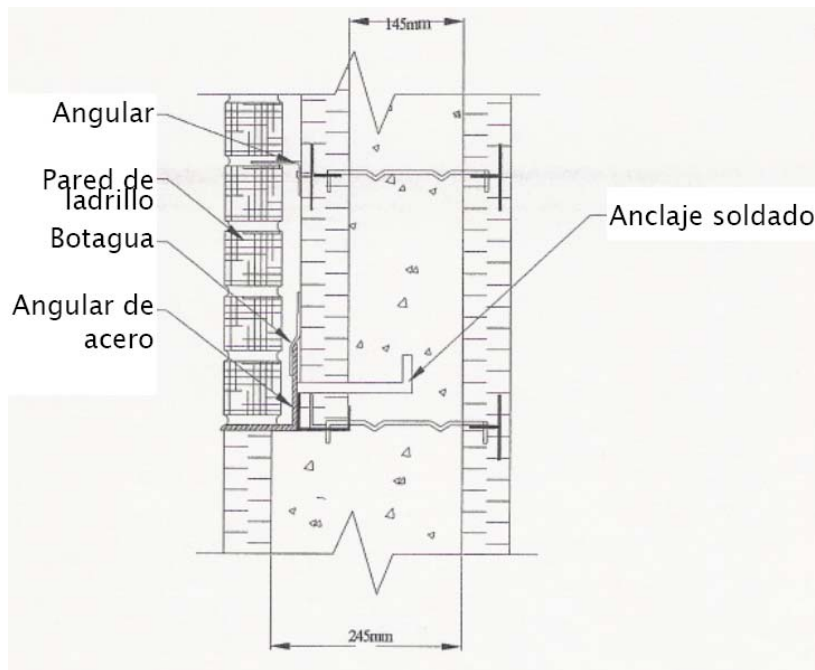 145mm
Angular
Pared de
ladrillo
Botagua
Anclaje soldado
Angular de
acero
245mm